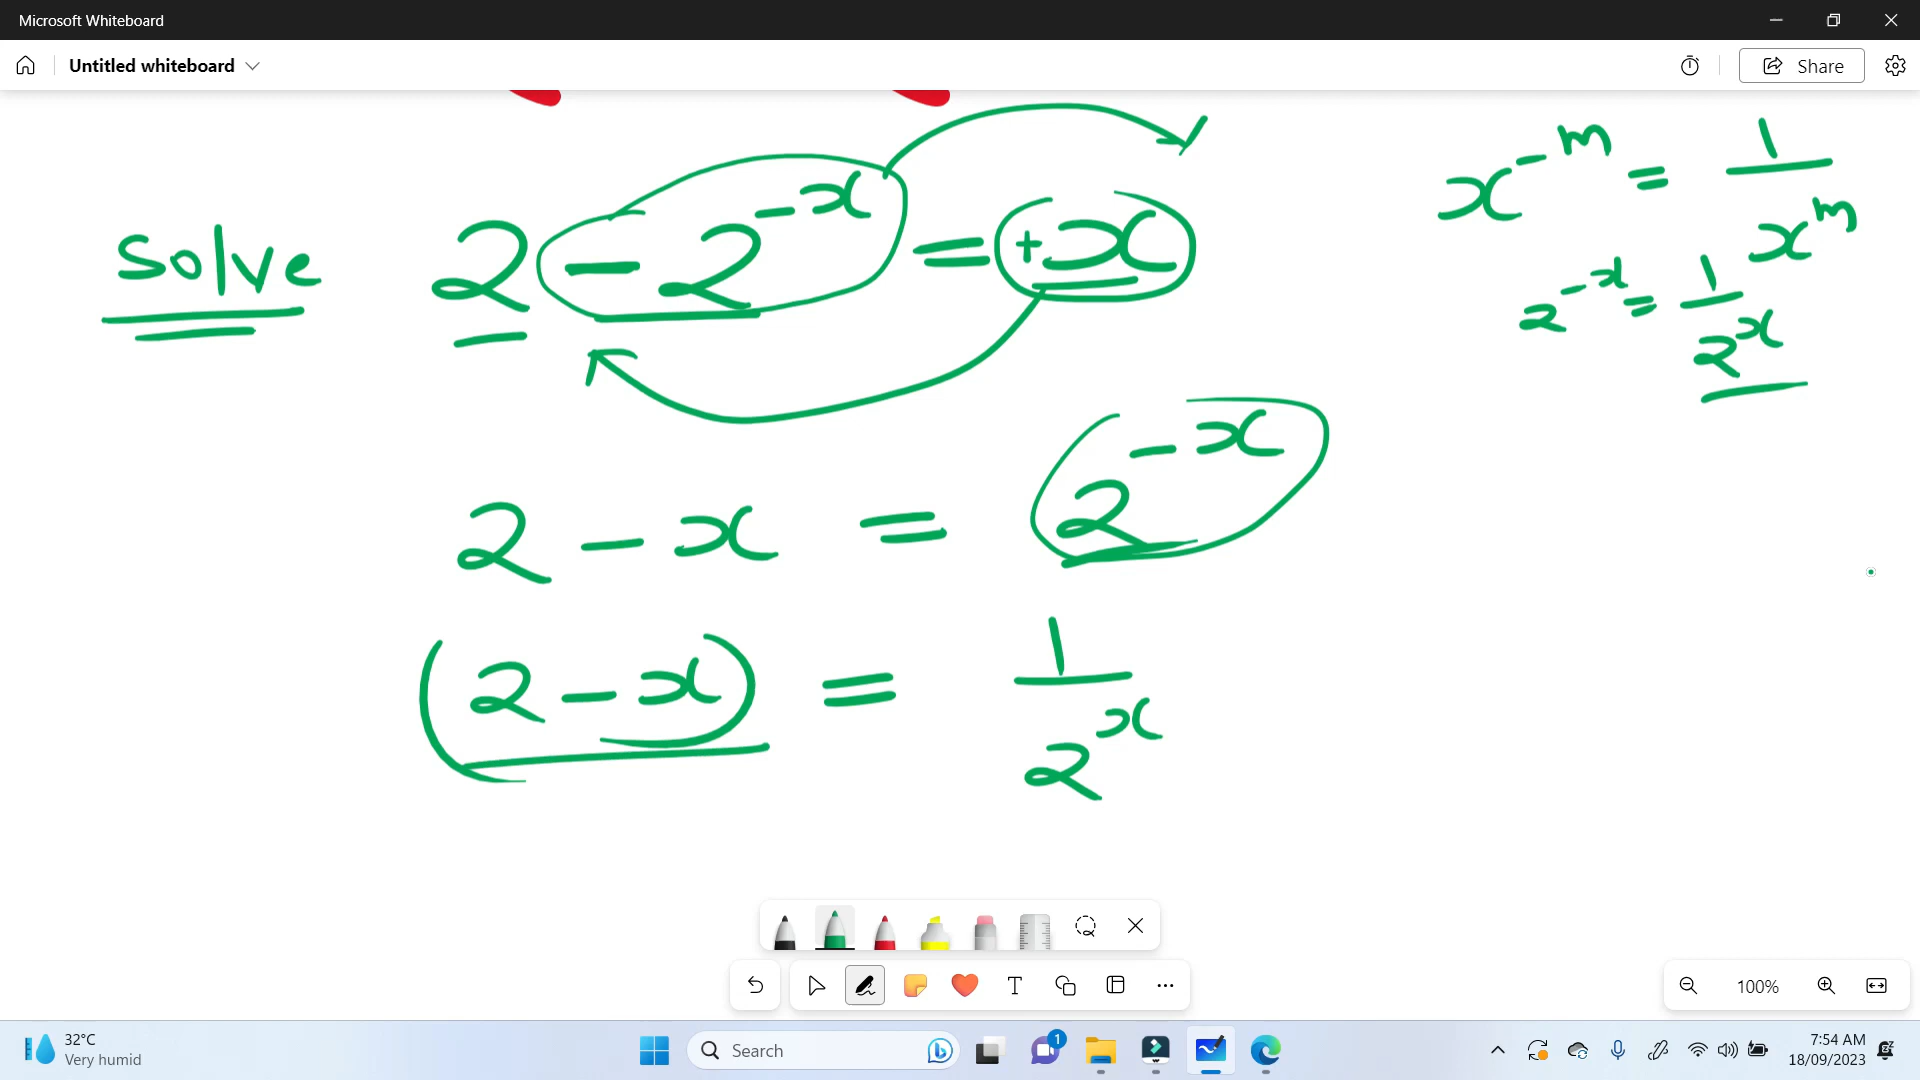 Microsoft Whiteboard
Untitled whiteboard
Share
Solve 2 - 2^{-x} = +x
x^{-m} = 1/x^m
2^{-x} = 1/2^x
2 - x = 2^{-x}
(2 - x) = 1/2^x
100%
32°C
Very humid
Search
1
7:54 AM
18/09/2023